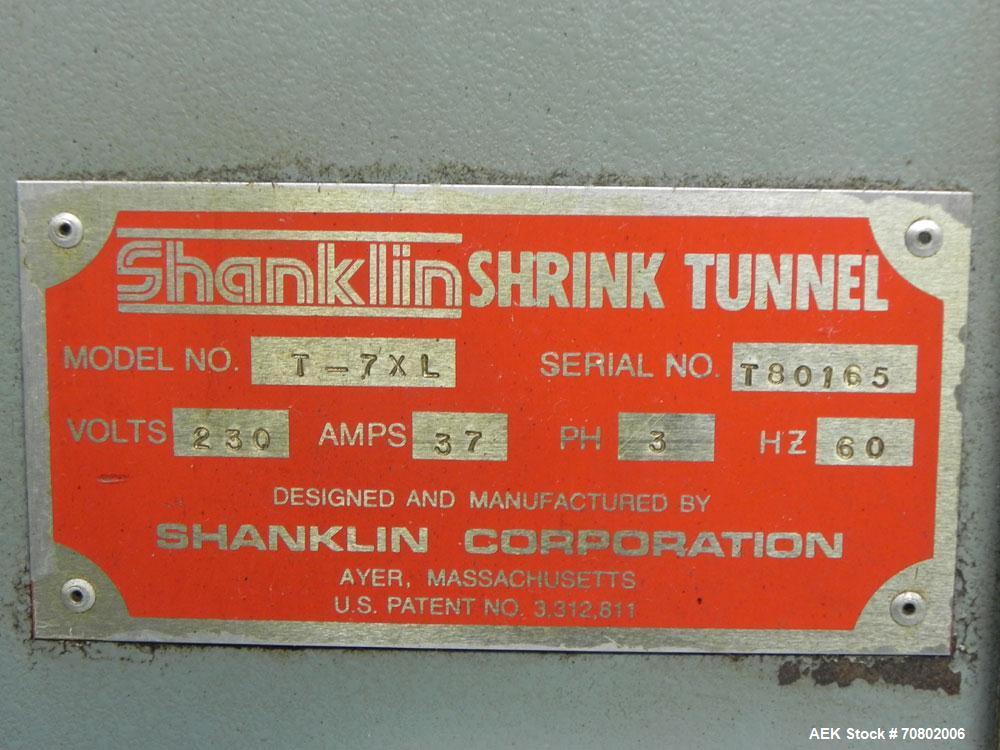 Shanklin SHRINK TUNNEL
MODEL NO. T-7XL SERIAL NO. T80165
VOLTS 230 AMPS 37 PH 3 HZ 60
DESIGNED AND MANUFACTURED BY
SHANKLIN CORPORATION
AYER, MASSACHUSETTS
U.S. PATENT NO. 3,312,811
AEK Stock # 70802006